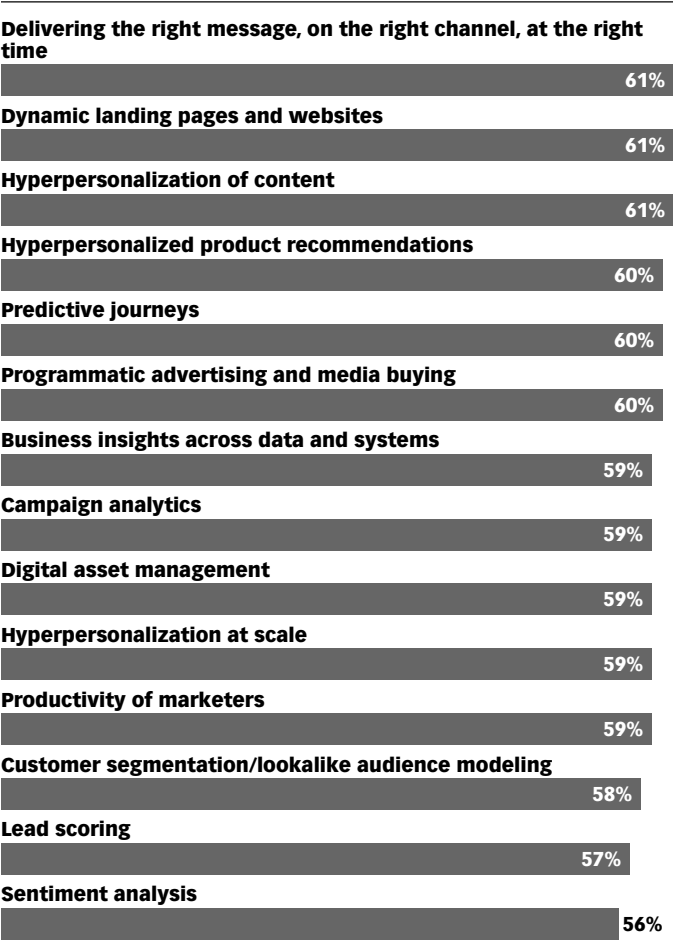 Delivering the right message, on the right channel, at the right
time
61%
Dynamic landing pages and websites
61%
Hyperpersonalization of content
61%
Hyperpersonalized product recommendations
60%
Predictive journeys
60%
Programmatic advertising and media buying
60%
Business insights across data and systems
59%
Campaign analytics
59%
Digital asset management
59%
Hyperpersonalization at scale
59%
Productivity of marketers
59%
Customer segmentation/lookalike audience modeling
58%
Lead scoring
57%
Sentiment analysis
56%